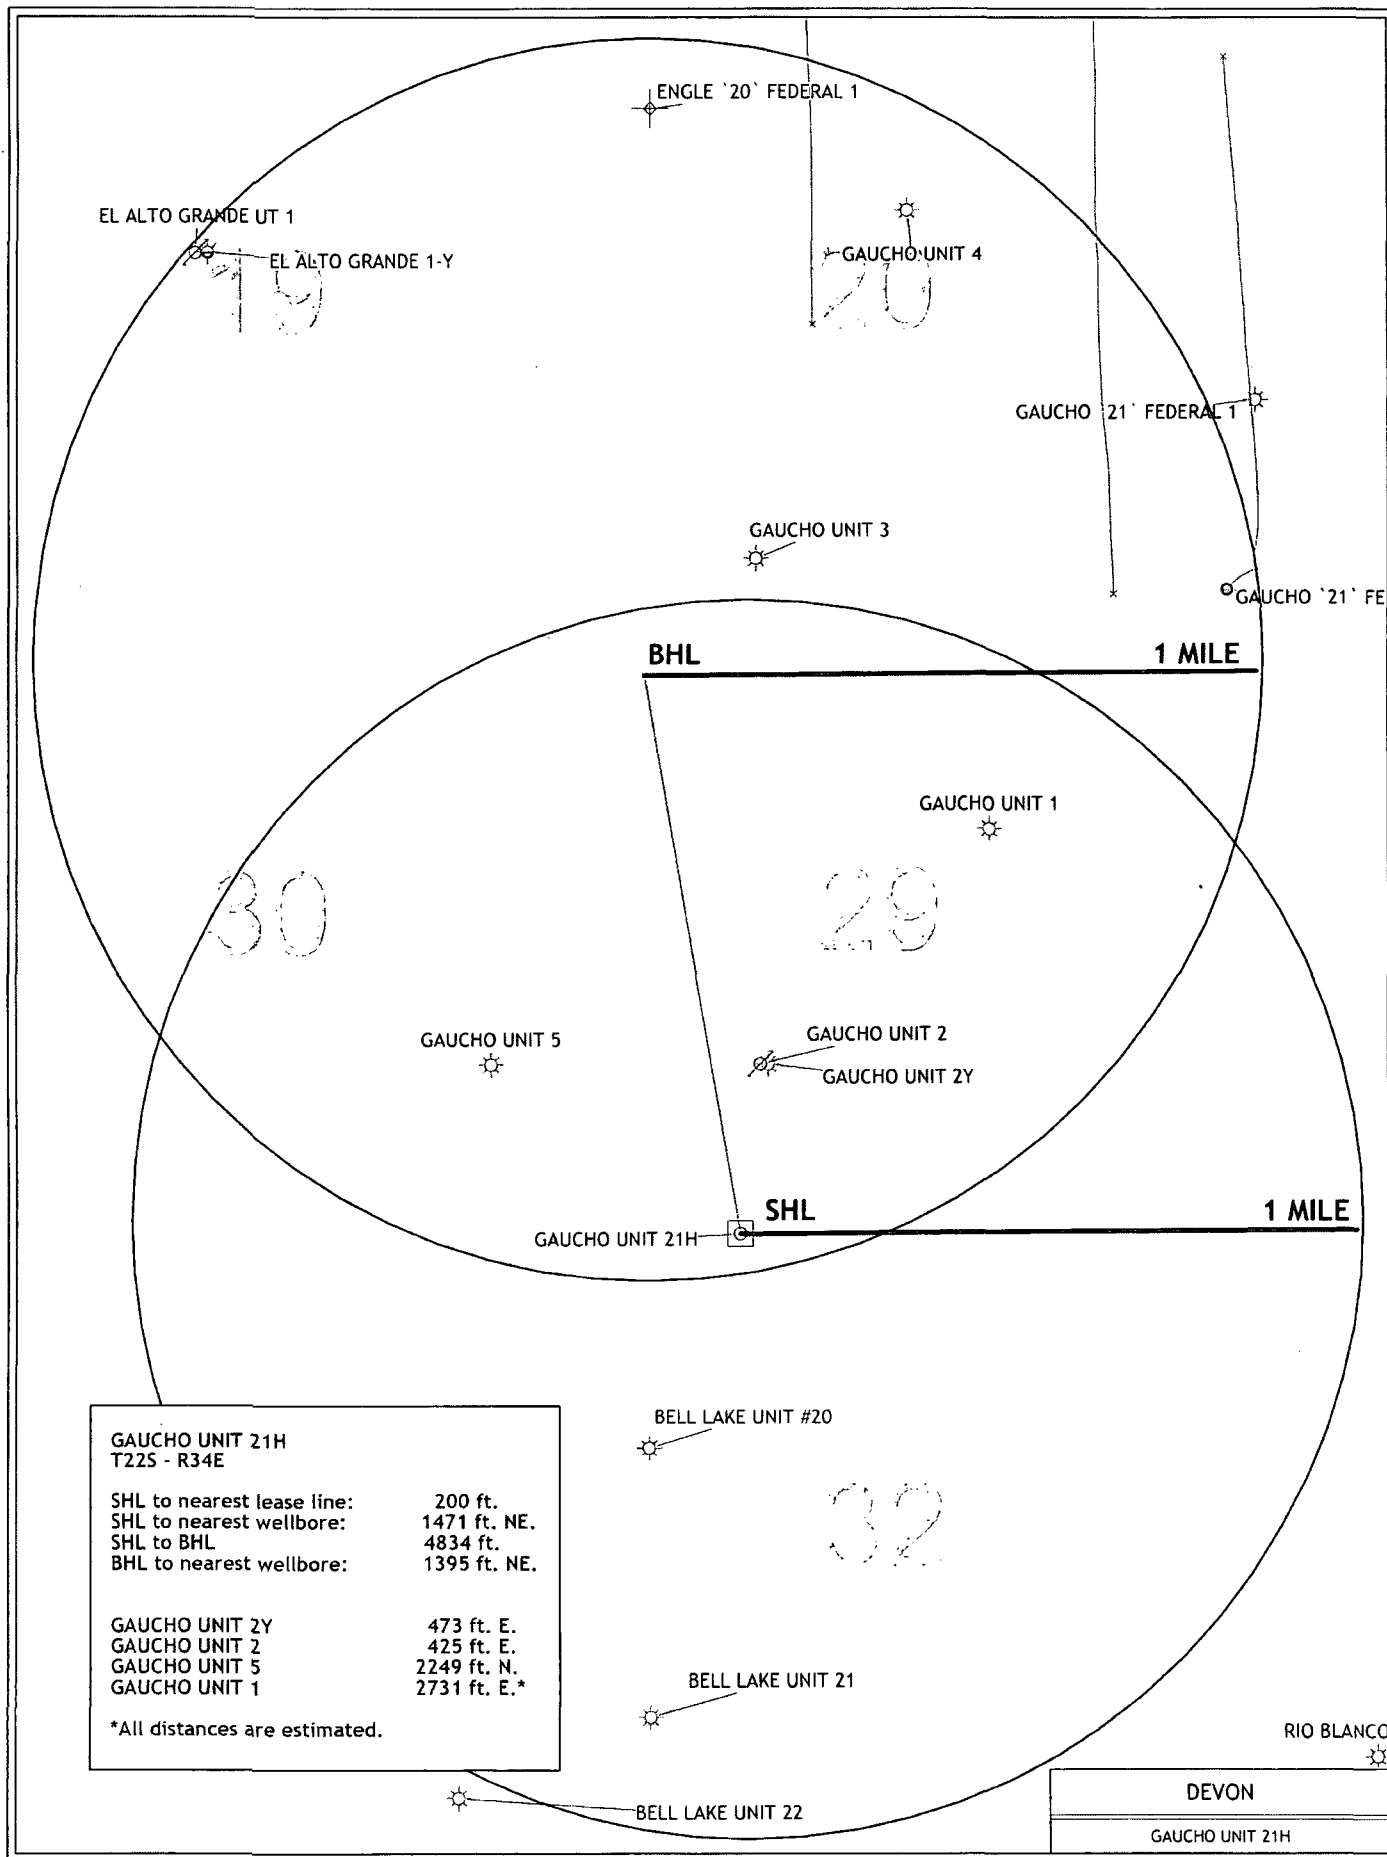 ENGLE `20` FEDERAL 1
EL ALTO GRANDE UT 1
EL ALTO GRANDE 1-Y
GAUCHO UNIT 4
19
20
GAUCHO `21` FEDERAL 1
GAUCHO UNIT 3
GAUCHO `21` FE
BHL
1 MILE
GAUCHO UNIT 1
30
29
GAUCHO UNIT 5
GAUCHO UNIT 2
GAUCHO UNIT 2Y
SHL
1 MILE
GAUCHO UNIT 21H
BELL LAKE UNIT #20
32
GAUCHO UNIT 21H
T22S - R34E
SHL to nearest lease line: 200 ft.
SHL to nearest wellbore: 1471 ft. NE.
SHL to BHL 4834 ft.
BHL to nearest wellbore: 1395 ft. NE.
GAUCHO UNIT 2Y 473 ft. E.
GAUCHO UNIT 2 425 ft. E.
GAUCHO UNIT 5 2249 ft. N.
GAUCHO UNIT 1 2731 ft. E.*
*All distances are estimated.
BELL LAKE UNIT 21
RIO BLANCO
BELL LAKE UNIT 22
DEVON
GAUCHO UNIT 21H